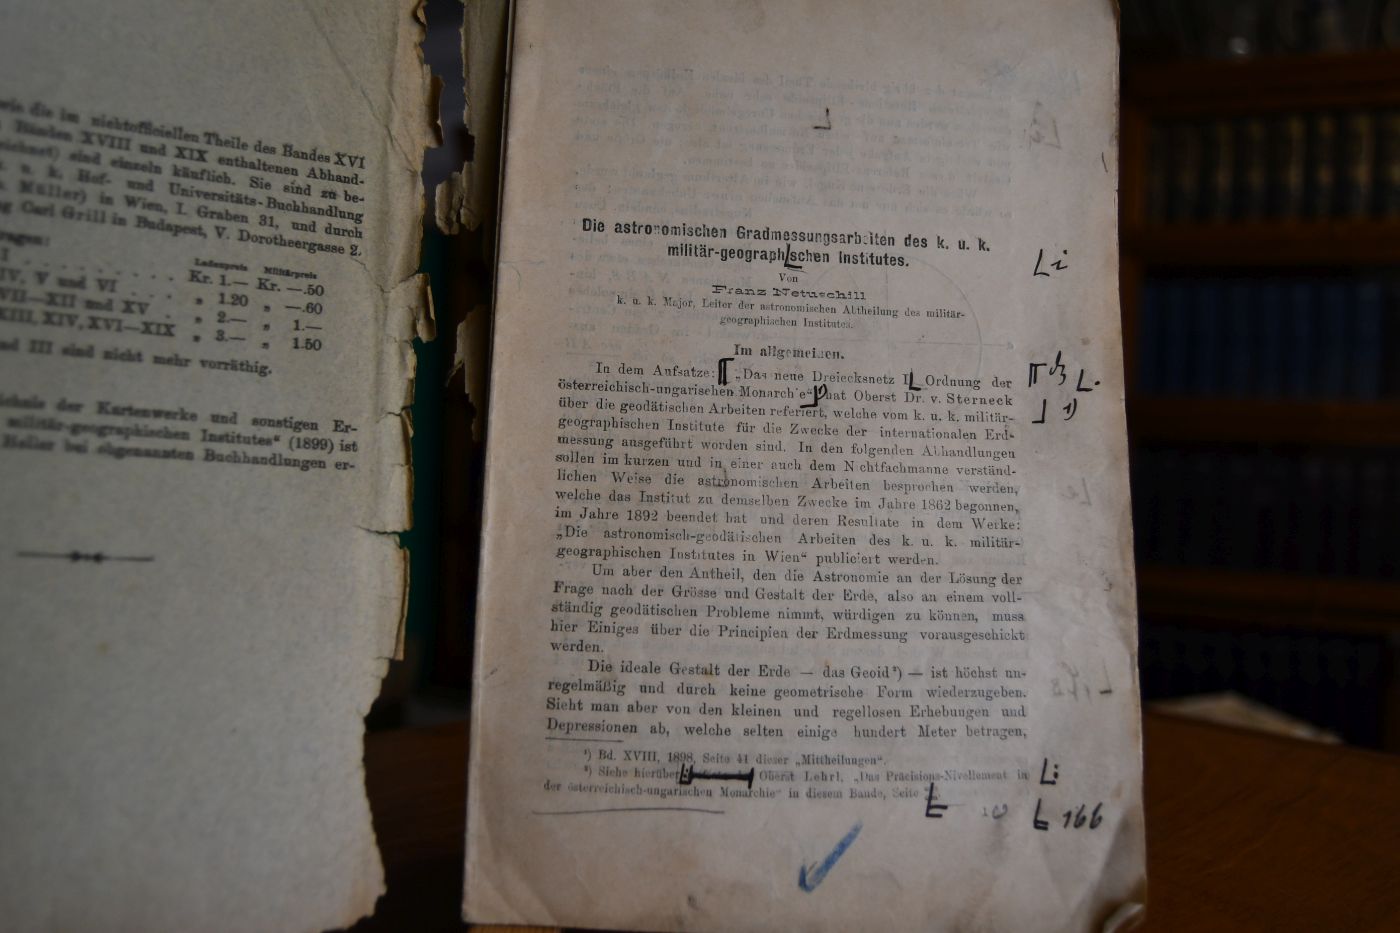 wie die im nichtofficiellen Theile des Bandes XVI
Bänden XVIII und XIX enthaltenen Abhand-
sind einzeln käuflich. Sie sind zu be-
u. k. Hof- und Universitäts-Buchhandlung
Müller) in Wien, I. Graben 31, und durch
Carl Grill in Budapest, V. Dorotheergasse 2.
Ladenpreis Militärpreis
I . . . . . . . . Kr. 1.— Kr. —.50
IV, V und VI . . . . „ 1.20 „ —.60
VII—XII und XV . „ 2.— „ 1.—
XIII, XIV, XVI—XIX „ 3.— „ 1.50
und III sind nicht mehr vorräthig.
der Kartenwerke und sonstigen Er-
militär-geographischen Institutes“ (1899) ist
Heller bei obgenannten Buchhandlungen er-
Die astronomischen Gradmessungsarbeiten des k. u. k.
militär-geographschen Institutes.
Li
Von
Franz Netuschill
k. u. k. Major, Leiter der astronomischen Abtheilung des militär-
geographischen Institutes.
Im allgemeinen.
In dem Aufsatze: „Das neue Dreiecksnetz I. Ordnung der
österreichisch-ungarischen Monarchie“ hat Oberst Dr. v. Sterneck
über die geodätischen Arbeiten referiert, welche vom k. u. k. militär-
1)
geographischen Institute für die Zwecke der internationalen Erd-
messung ausgeführt worden sind. In den folgenden Abhandlungen
sollen im kurzen und in einer auch dem Nichtfachmanne verständ-
lichen Weise die astronomischen Arbeiten besprochen werden,
welche das Institut zu demselben Zwecke im Jahre 1862 begonnen,
im Jahre 1892 beendet hat und deren Resultate in dem Werke:
„Die astronomisch-geodätischen Arbeiten des k. u. k. militär-
geographischen Institutes in Wien“ publiciert werden.
Um aber den Antheil, den die Astronomie an der Lösung der
Frage nach der Grösse und Gestalt der Erde, also an einem voll-
ständig geodätischen Probleme nimmt, würdigen zu können, muss
hier Einiges über die Principien der Erdmessung vorausgeschickt
werden.
Die ideale Gestalt der Erde — das Geoid²) — ist höchst un-
regelmäßig und durch keine geometrische Form wiederzugeben.
Sieht man aber von den kleinen und regellosen Erhebungen und
Depressionen ab, welche selten einige hundert Meter betragen,
¹) Bd. XVIII, 1898, Seite 41 dieser „Mittheilungen“.
²) Siehe hierüber Oberst Lehrl, „Das Präcisions-Nivellement in
der österreichisch-ungarischen Monarchie“ in diesem Bande, Seite
166